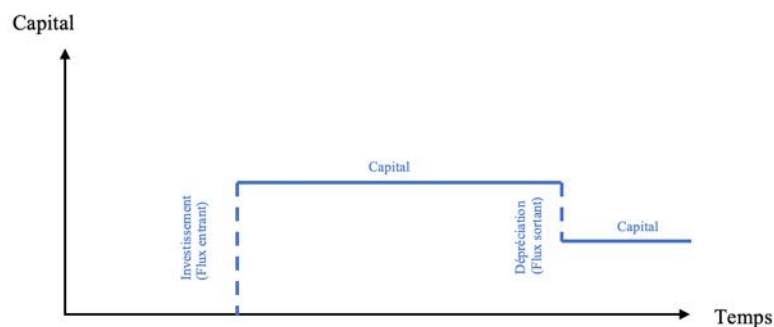 Capital
Capital
Investissement
(Flux entrant)
Dépréciation
(Flux sortant)
Capital
Temps